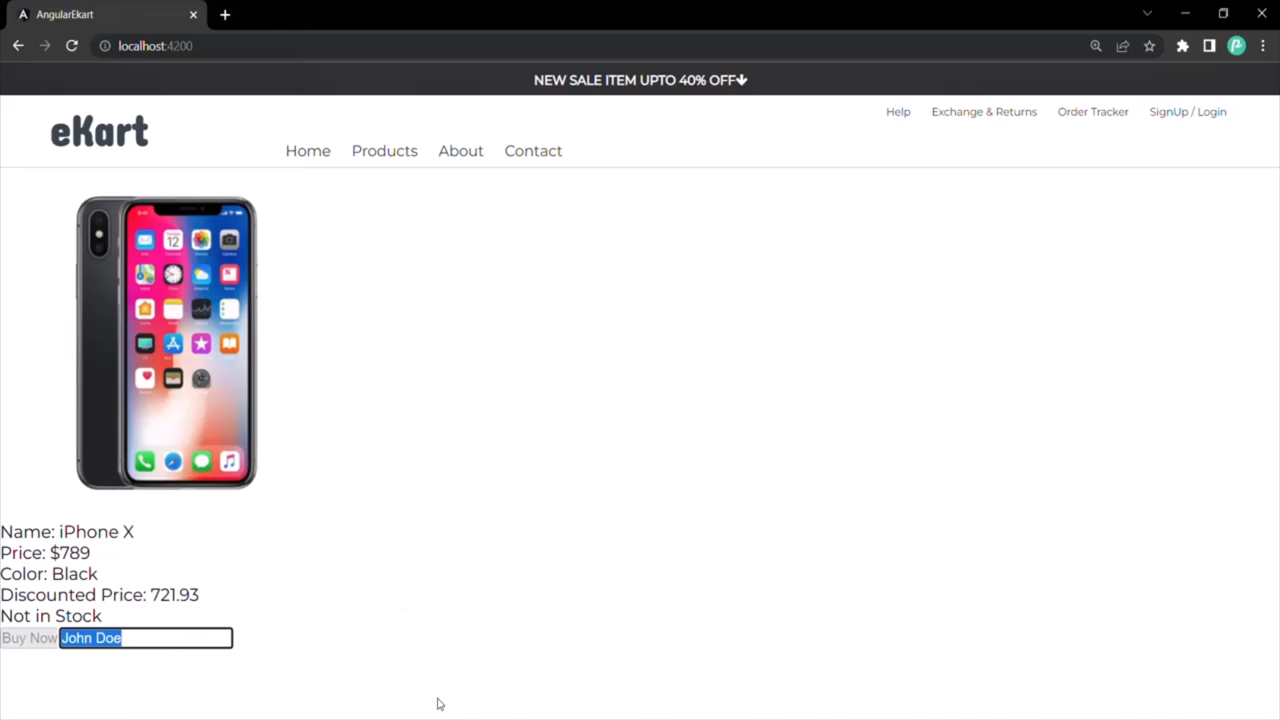 AngularEkart
localhost:4200
NEW SALE ITEM UPTO 40% OFF
Help Exchange & Returns Order Tracker SignUp / Login
eKart
Home Products About Contact
Name: iPhone X
Price: $789
Color: Black
Discounted Price: 721.93
Not in Stock
Buy Now John Doe